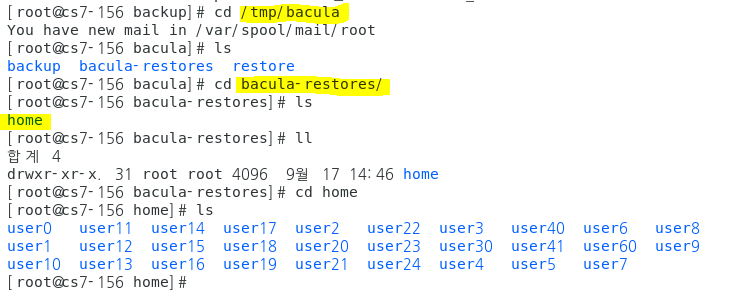 [root@cs7-156 backup]# cd /tmp/bacula
You have new mail in /var/spool/mail/root
[root@cs7-156 bacula]# ls
backup  bacula-restores  restore
[root@cs7-156 bacula]# cd bacula-restores/
[root@cs7-156 bacula-restores]# ls
home
[root@cs7-156 bacula-restores]# ll
합계 4
drwxr-xr-x. 31 root root 4096  9월  17 14:46 home
[root@cs7-156 bacula-restores]# cd home
[root@cs7-156 home]# ls
user0   user11  user14  user17  user2   user22  user3   user40  user6   user8
user1   user12  user15  user18  user20  user23  user30  user41  user60  user9
user10  user13  user16  user19  user21  user24  user4   user5   user7
[root@cs7-156 home]#